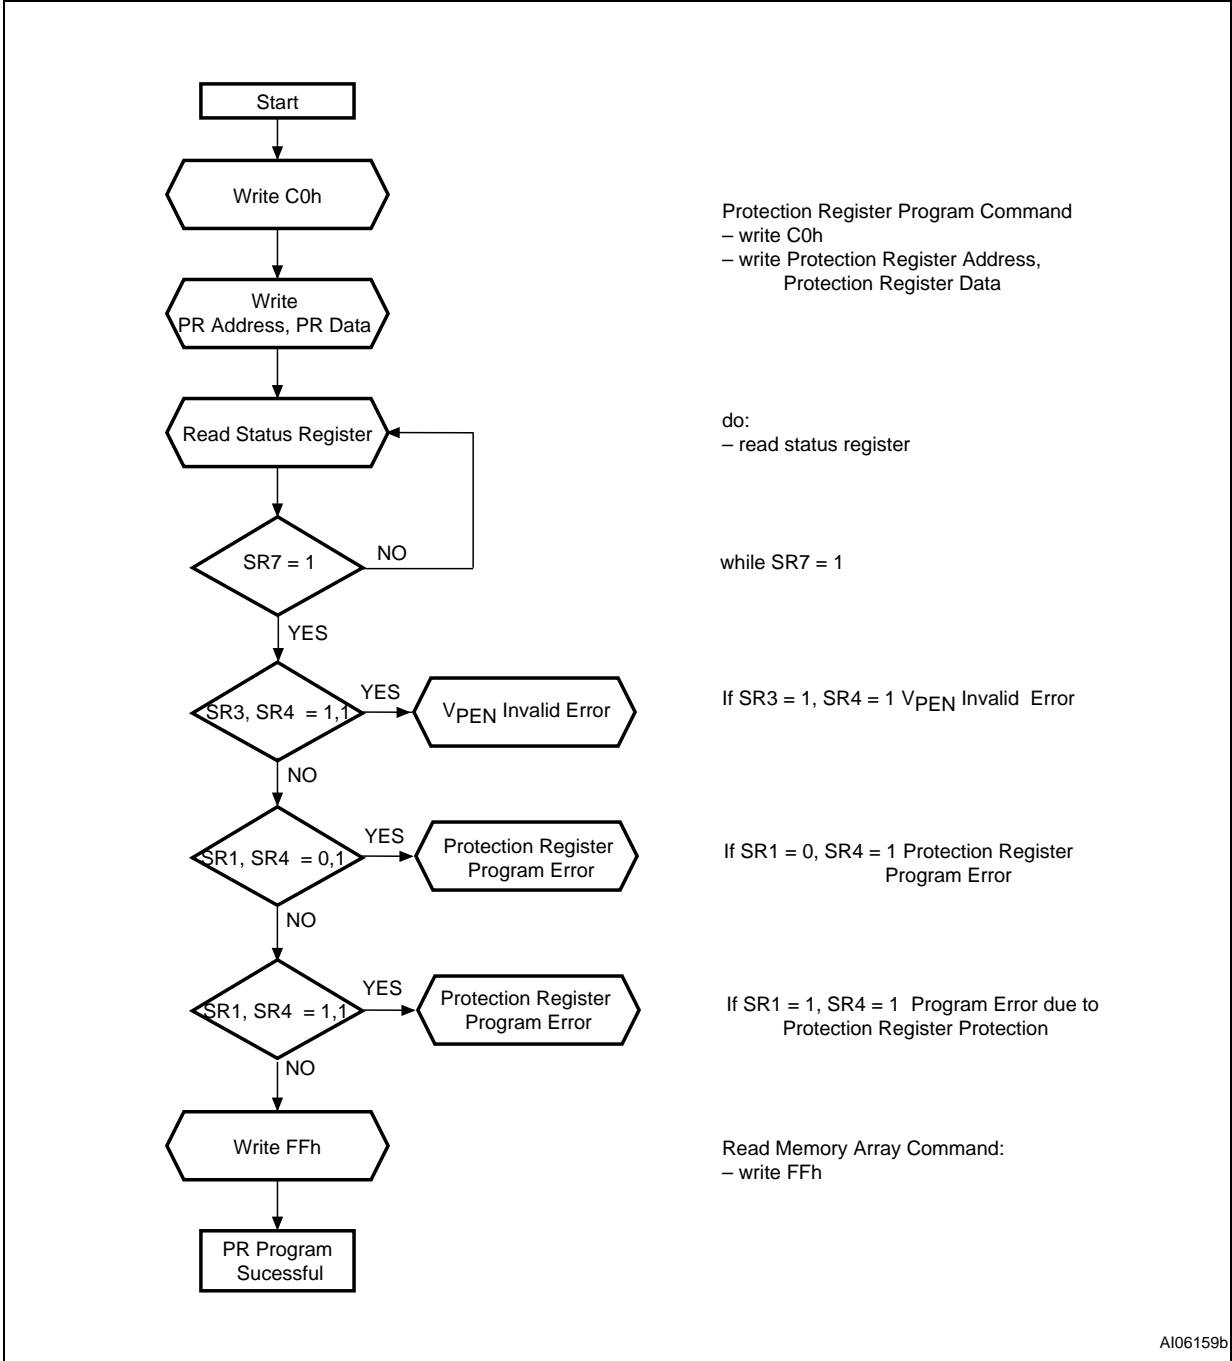 Start
Write C0h
Protection Register Program Command
– write C0h
– write Protection Register Address,
Protection Register Data
Write
PR Address, PR Data
Read Status Register
do:
– read status register
SR7 = 1
NO
while SR7 = 1
YES
SR3, SR4 = 1,1
YES
VPEN Invalid Error
If SR3 = 1, SR4 = 1 VPEN Invalid Error
NO
SR1, SR4 = 0,1
YES
Protection Register
Program Error
If SR1 = 0, SR4 = 1 Protection Register
Program Error
NO
SR1, SR4 = 1,1
YES
Protection Register
Program Error
If SR1 = 1, SR4 = 1 Program Error due to
Protection Register Protection
NO
Write FFh
Read Memory Array Command:
– write FFh
PR Program
Sucessful
AI06159b